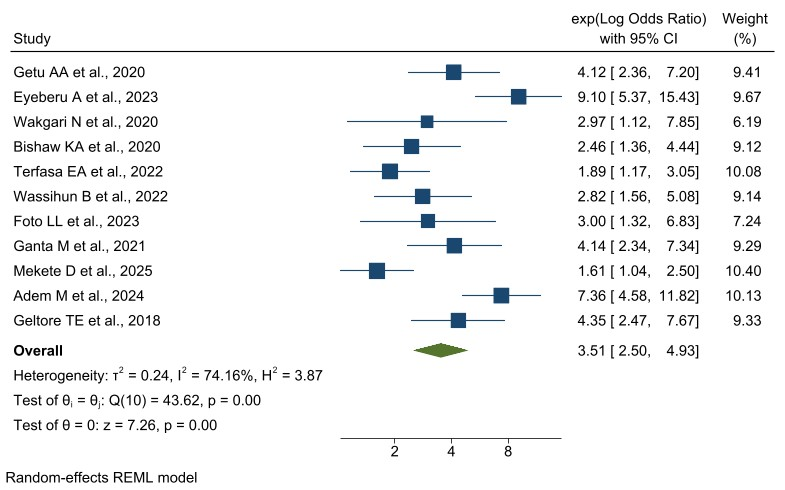 exp(Log Odds Ratio) Weight
Study with 95% CI (%)
Getu AA et al., 2020 4.12 [ 2.36, 7.20] 9.41
Eyeberu A et al., 2023 9.10 [ 5.37, 15.43] 9.67
Wakgari N et al., 2020 2.97 [ 1.12, 7.85] 6.19
Bishaw KA et al., 2020 2.46 [ 1.36, 4.44] 9.12
Terfasa EA et al., 2022 1.89 [ 1.17, 3.05] 10.08
Wassihun B et al., 2022 2.82 [ 1.56, 5.08] 9.14
Foto LL et al., 2023 3.00 [ 1.32, 6.83] 7.24
Ganta M et al., 2021 4.14 [ 2.34, 7.34] 9.29
Mekete D et al., 2025 1.61 [ 1.04, 2.50] 10.40
Adem M et al., 2024 7.36 [ 4.58, 11.82] 10.13
Geltore TE et al., 2018 4.35 [ 2.47, 7.67] 9.33
Overall 3.51 [ 2.50, 4.93]
Heterogeneity: τ² = 0.24, I² = 74.16%, H² = 3.87
Test of θᵢ = θⱼ: Q(10) = 43.62, p = 0.00
Test of θ = 0: z = 7.26, p = 0.00
2 4 8
Random-effects REML model